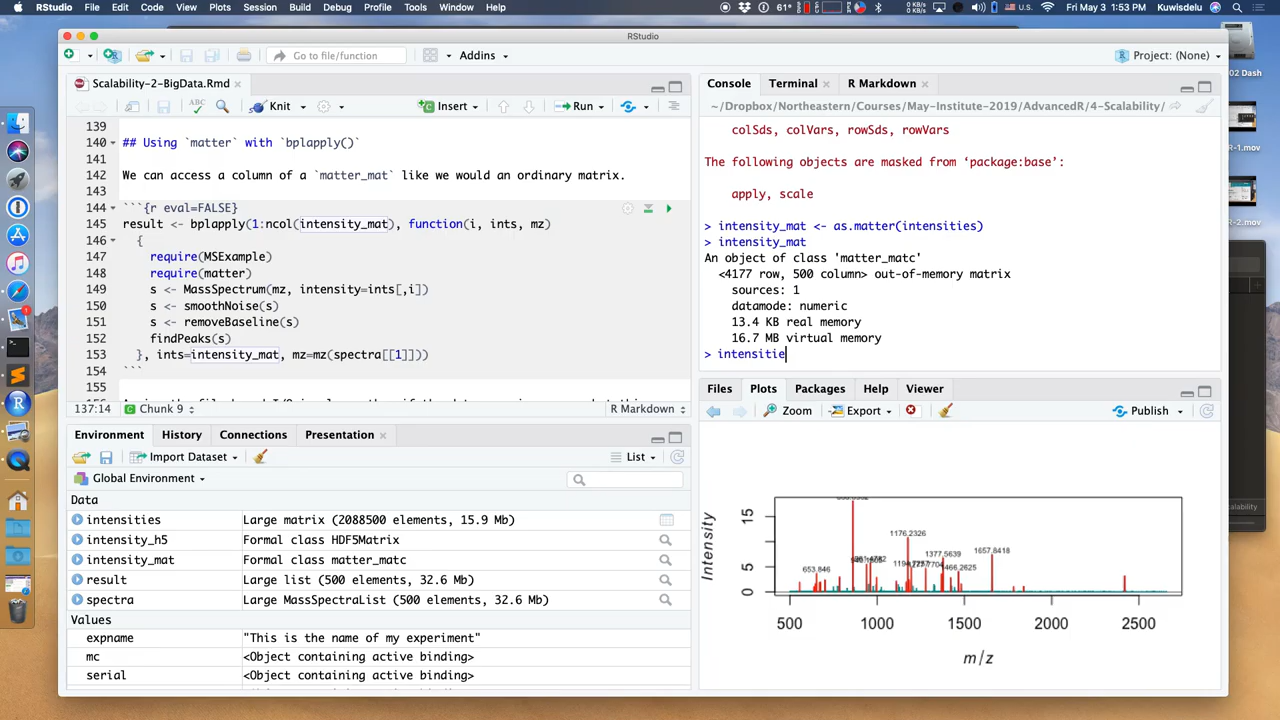 RStudio File Edit Code View Plots Session Build Debug Profile Tools Window Help
61° U.S. Fri May 3 1:53 PM Kuwisdelu
RStudio
Go to file/function
Addins
Project: (None)
Scalability-2-BigData.Rmd
Knit
Insert
Run
139
140 ## Using `matter` with `bplapply()`
141
142 We can access a column of a `matter_mat` like we would an ordinary matrix.
143
144 ```{r eval=FALSE}
145 result <- bplapply(1:ncol(intensity_mat), function(i, ints, mz)
146 {
147 require(MSExample)
148 require(matter)
149 s <- MassSpectrum(mz, intensity=ints[,i])
150 s <- smoothNoise(s)
151 s <- removeBaseline(s)
152 findPeaks(s)
153 }, ints=intensity_mat, mz=mz(spectra[[1]]))
154 ```
155
137:14 Chunk 9 R Markdown
Environment History Connections Presentation
Import Dataset
List
Global Environment
Data
intensities Large matrix (2088500 elements, 15.9 Mb)
intensity_h5 Formal class HDF5Matrix
intensity_mat Formal class matter_matc
result Large list (500 elements, 32.6 Mb)
spectra Large MassSpectraList (500 elements, 32.6 Mb)
Values
expname "This is the name of my experiment"
mc <Object containing active binding>
serial <Object containing active binding>
Console Terminal R Markdown
~/Dropbox/Northeastern/Courses/May-Institute-2019/AdvancedR/4-Scalability/
colSds, colVars, rowSds, rowVars
The following objects are masked from ‘package:base’:
apply, scale
> intensity_mat <- as.matter(intensities)
> intensity_mat
An object of class 'matter_matc'
<4177 row, 500 column> out-of-memory matrix
sources: 1
datamode: numeric
13.4 KB real memory
16.7 MB virtual memory
> intensitie
Files Plots Packages Help Viewer
Zoom
Export
Publish
Intensity
15
5
0
653.846
1176.2326
1377.5639
1466.2625
1657.8418
500 1000 1500 2000 2500
m/z
02 Dash
R-1.mov
R-2.mov